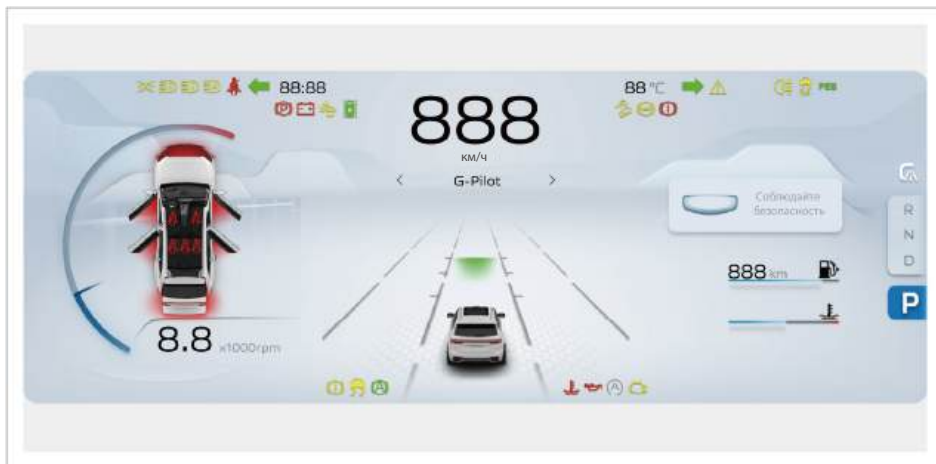 88:88
88 °C
888
км/ч
G-Pilot
Соблюдайте
безопасность
R
N
D
P
888 km
8.8 x1000rpm